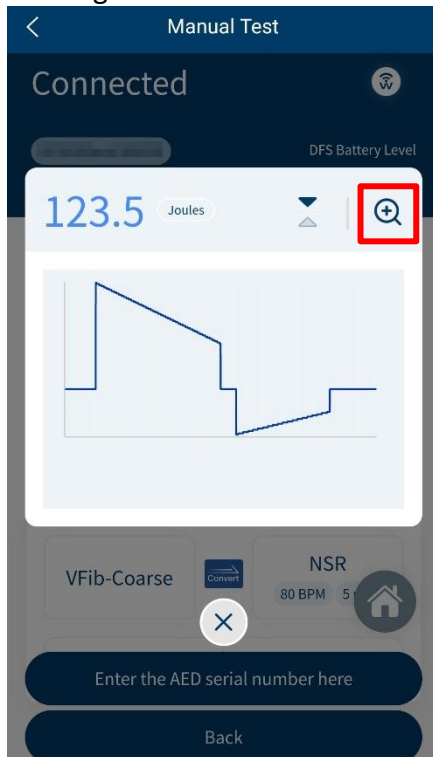 Manual Test
Connected
DFS Battery Level
123.5 Joules
VFib-Coarse
Convert
NSR
80 BPM 5
Enter the AED serial number here
Back